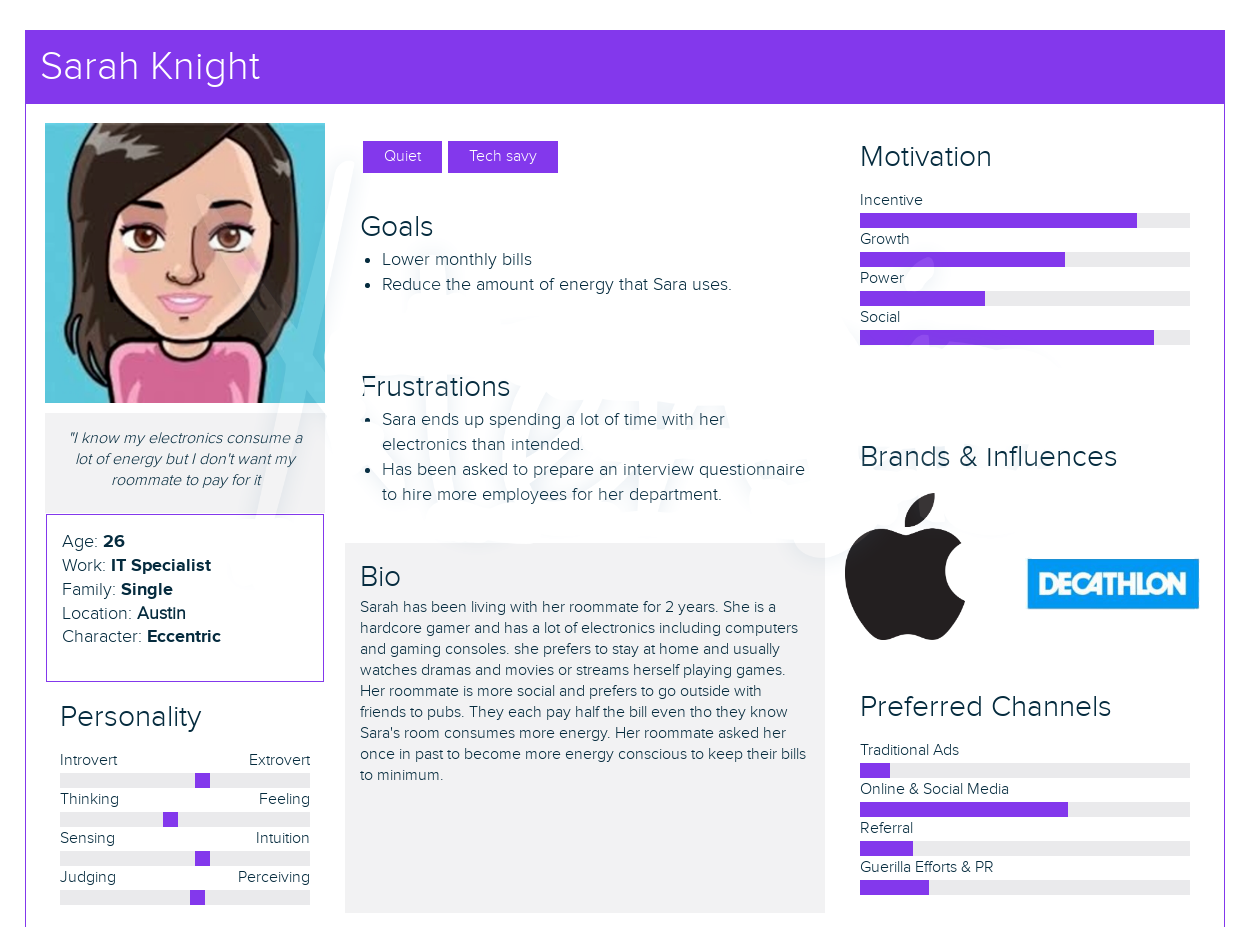 Sarah Knight
Quiet
Tech savy
Goals
Lower monthly bills
Reduce the amount of energy that Sara uses.
Frustrations
Sara ends up spending a lot of time with her
electronics than intended.
Has been asked to prepare an interview questionnaire
to hire more employees for her department.
"I know my electronics consume a
lot of energy but I don't want my
roommate to pay for it
Age: 26
Work: IT Specialist
Family: Single
Location: Austin
Character: Eccentric
Personality
Introvert Extrovert
Thinking Feeling
Sensing Intuition
Judging Perceiving
Bio
Sarah has been living with her roommate for 2 years. She is a
hardcore gamer and has a lot of electronics including computers
and gaming consoles. she prefers to stay at home and usually
watches dramas and movies or streams herself playing games.
Her roommate is more social and prefers to go outside with
friends to pubs. They each pay half the bill even tho they know
Sara's room consumes more energy. Her roommate asked her
once in past to become more energy conscious to keep their bills
to minimum.
Motivation
Incentive
Growth
Power
Social
Brands & Influences
DECATHLON
Preferred Channels
Traditional Ads
Online & Social Media
Referral
Guerilla Efforts & PR